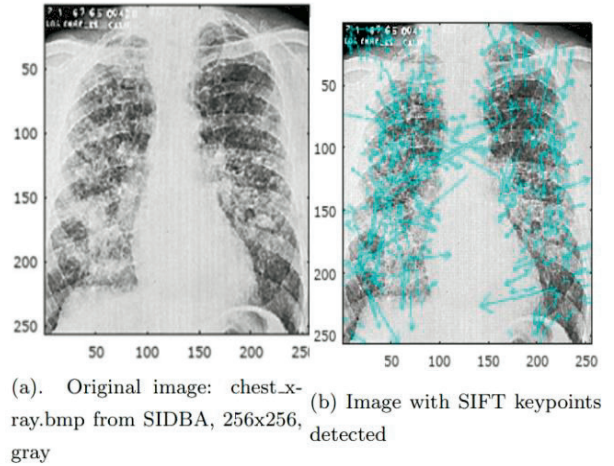 50
100
150
200
250
50 100 150 200 250
50
100
150
200
250
50 100 150 200 250
(a). Original image: chest_x-
ray.bmp from SIDBA, 256x256,
gray
(b) Image with SIFT keypoints
detected